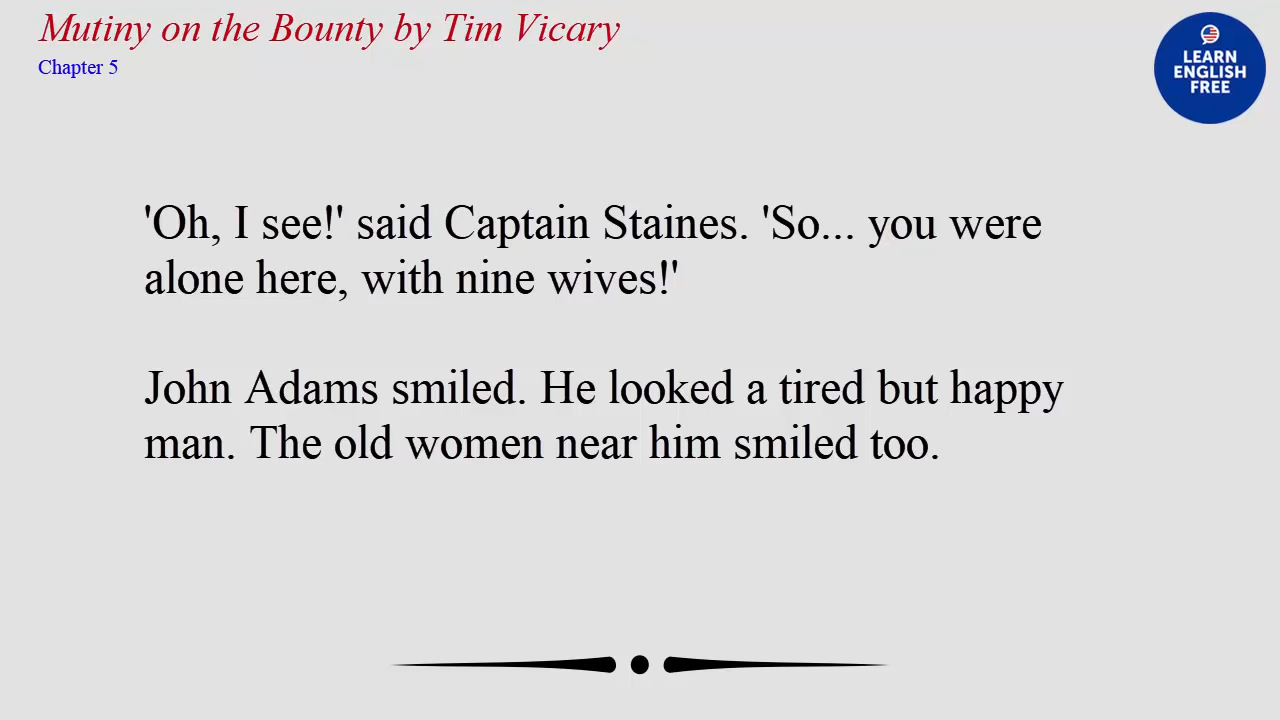 Mutiny on the Bounty by Tim Vicary
Chapter 5
LEARN
ENGLISH
FREE
'Oh, I see!' said Captain Staines. 'So... you were
alone here, with nine wives!'
John Adams smiled. He looked a tired but happy
man. The old women near him smiled too.